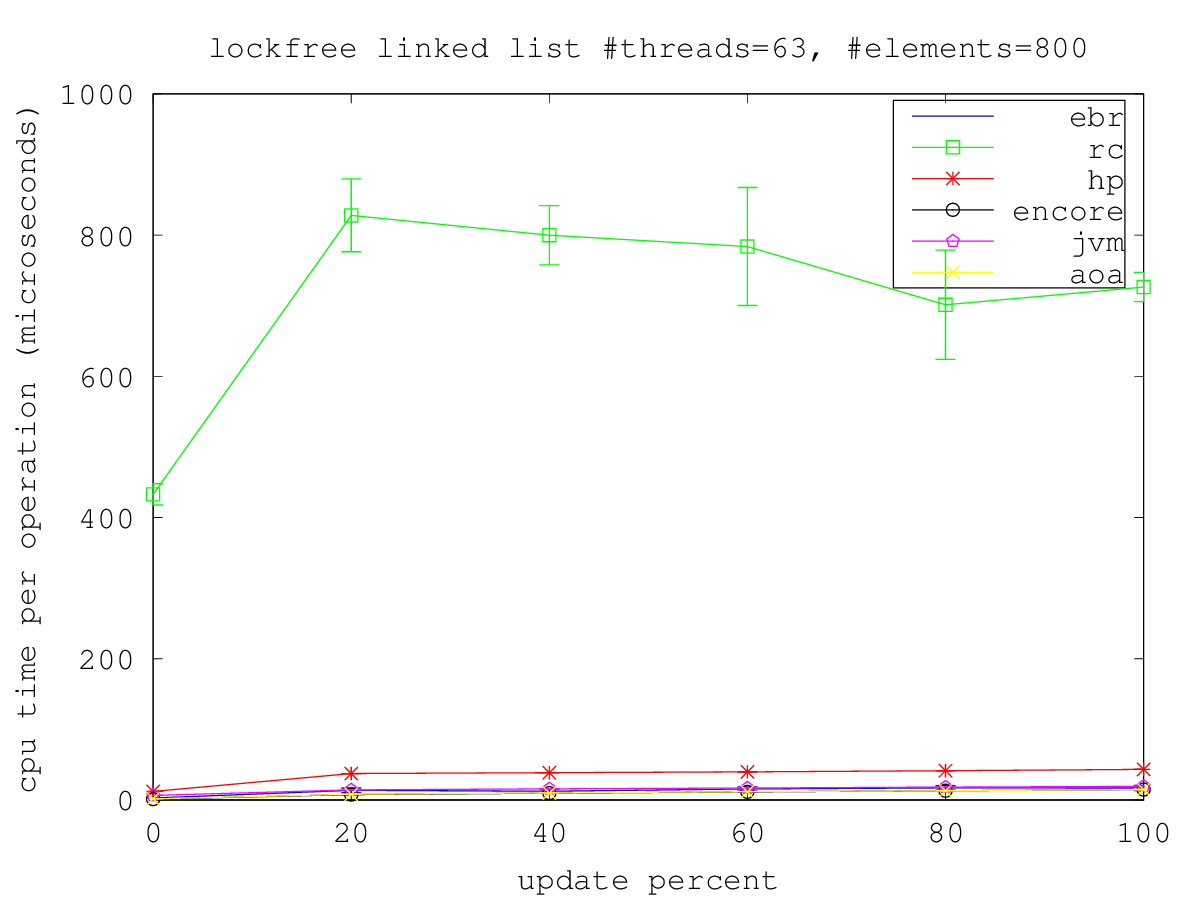 lockfree linked list #threads=63, #elements=800
cpu time per operation (microseconds)
1000
800
600
400
200
0
ebr
rc
hp
encore
jvm
aoa
0 20 40 60 80 100
update percent